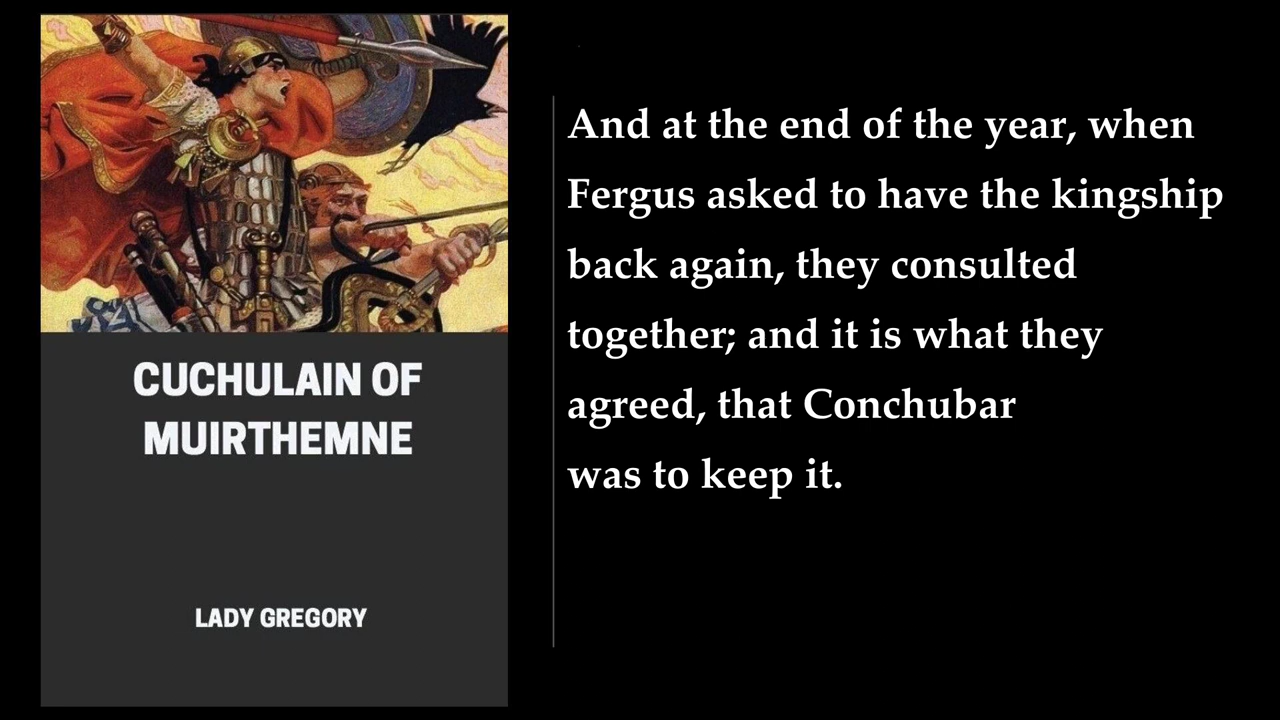 CUCHULAIN OF
MUIRTHEMNE
LADY GREGORY
And at the end of the year, when
Fergus asked to have the kingship
back again, they consulted
together; and it is what they
agreed, that Conchubar
was to keep it.